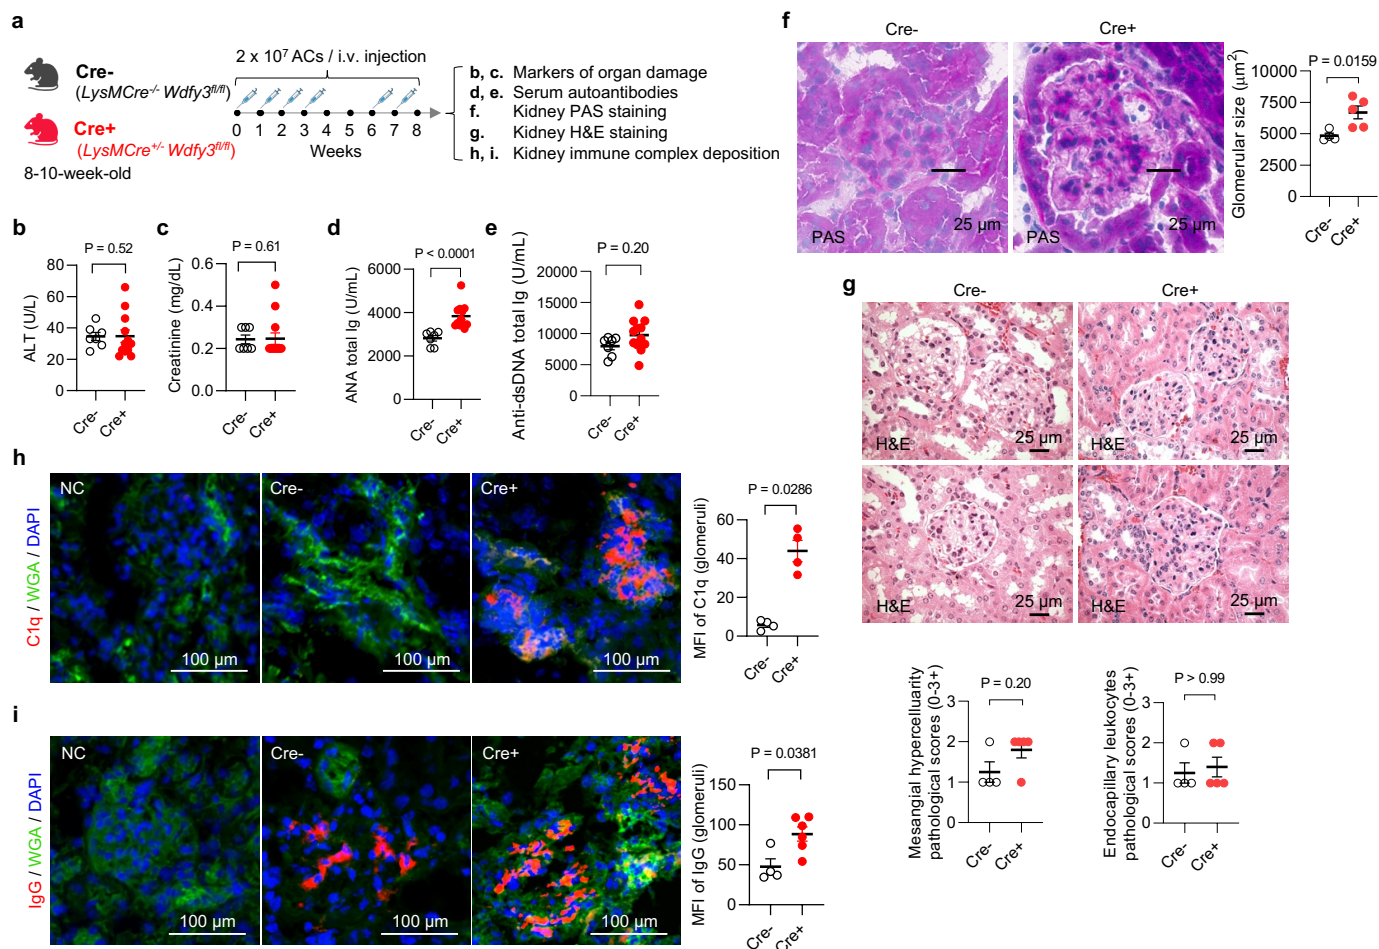 a
Cre-
(LysMCre-/- Wdfy3fl/fl)
Cre+
(LysMCre+/- Wdfy3fl/fl)
8-10-week-old
2 x 10⁷ ACs / i.v. injection
0 1 2 3 4 5 6 7 8
Weeks
b, c. Markers of organ damage
d, e. Serum autoantibodies
f. Kidney PAS staining
g. Kidney H&E staining
h, i. Kidney immune complex deposition
b
P = 0.52
ALT (U/L)
80
60
40
20
0
Cre-
Cre+
c
P = 0.61
Creatinine (mg/dL)
0.6
0.4
0.2
0.0
Cre-
Cre+
d
P < 0.0001
ANA total Ig (U/mL)
6000
4000
2000
0
Cre-
Cre+
e
P = 0.20
Anti-dsDNA total Ig (U/mL)
20000
15000
10000
5000
0
Cre-
Cre+
f
Cre-
Cre+
PAS
25 µm
PAS
25 µm
P = 0.0159
Glomerular size (µm²)
10000
7500
5000
2500
0
Cre-
Cre+
g
Cre-
Cre+
H&E
25 µm
H&E
25 µm
H&E
25 µm
H&E
25 µm
P = 0.20
Mesangial hypercelluarity
pathological scores (0-3+)
3
2
1
0
Cre-
Cre+
P > 0.99
Endocapillary leukocytes
pathological scores (0-3+)
3
2
1
0
Cre-
Cre+
h
C1q / WGA / DAPI
NC
100 µm
Cre-
100 µm
Cre+
100 µm
P = 0.0286
MFI of C1q (glomeruli)
60
40
20
0
Cre-
Cre+
i
IgG / WGA / DAPI
NC
100 µm
Cre-
100 µm
Cre+
100 µm
P = 0.0381
MFI of IgG (glomeruli)
150
100
50
0
Cre-
Cre+